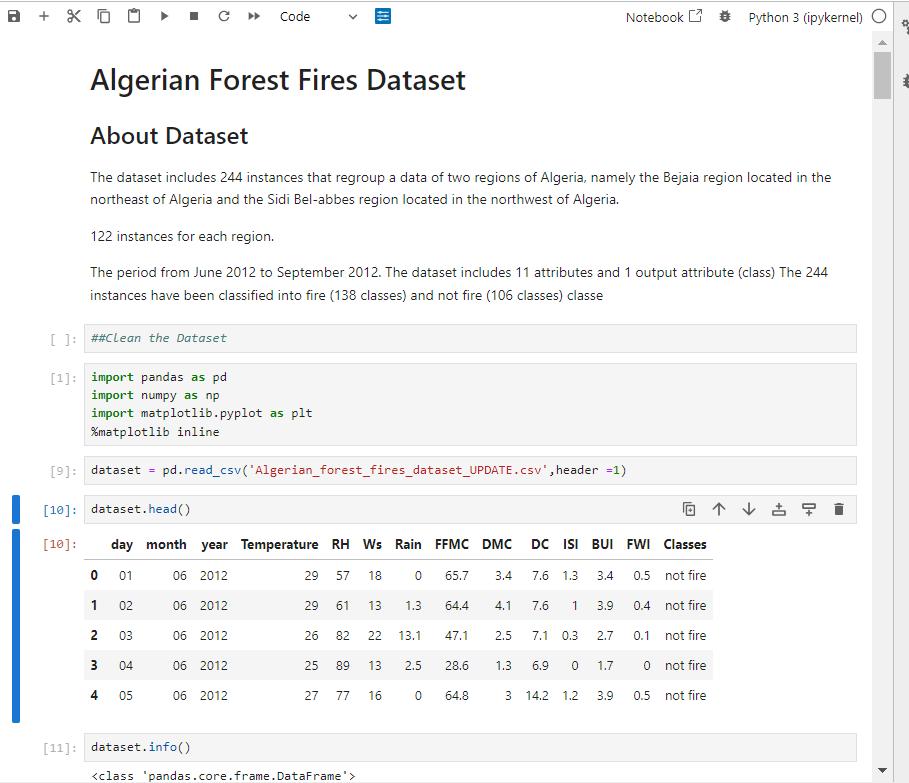 Code
Notebook
Python 3 (ipykernel)
Algerian Forest Fires Dataset
About Dataset
The dataset includes 244 instances that regroup a data of two regions of Algeria, namely the Bejaia region located in the
northeast of Algeria and the Sidi Bel-abbes region located in the northwest of Algeria.
122 instances for each region.
The period from June 2012 to September 2012. The dataset includes 11 attributes and 1 output attribute (class) The 244
instances have been classified into fire (138 classes) and not fire (106 classes) classe
[ ]: ##Clean the Dataset
[1]: import pandas as pd
import numpy as np
import matplotlib.pyplot as plt
%matplotlib inline
[9]: dataset = pd.read_csv('Algerian_forest_fires_dataset_UPDATE.csv',header =1)
[10]: dataset.head()
[10]: day month year Temperature RH Ws Rain FFMC DMC DC ISI BUI FWI Classes
0 01 06 2012 29 57 18 0 65.7 3.4 7.6 1.3 3.4 0.5 not fire
1 02 06 2012 29 61 13 1.3 64.4 4.1 7.6 1 3.9 0.4 not fire
2 03 06 2012 26 82 22 13.1 47.1 2.5 7.1 0.3 2.7 0.1 not fire
3 04 06 2012 25 89 13 2.5 28.6 1.3 6.9 0 1.7 0 not fire
4 05 06 2012 27 77 16 0 64.8 3 14.2 1.2 3.9 0.5 not fire
[11]: dataset.info()
<class 'pandas.core.frame.DataFrame'>